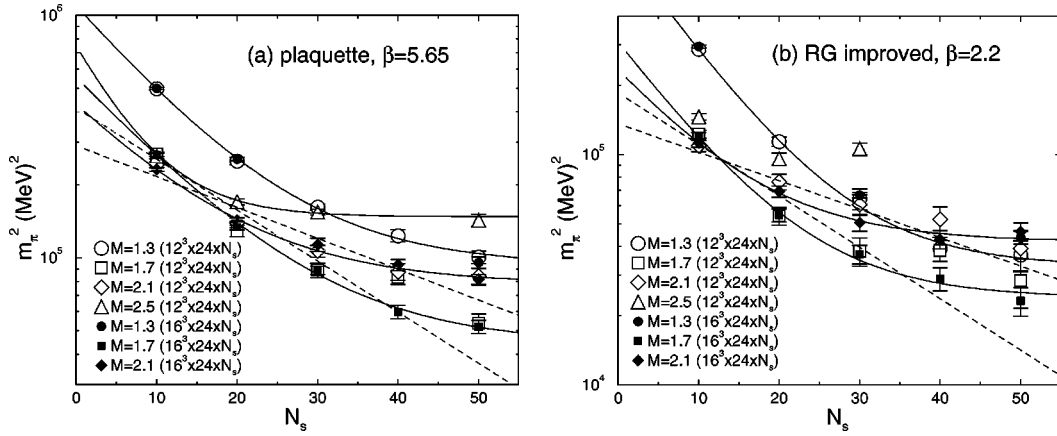 (a) plaquette, β=5.65
m_π^2 (MeV)^2
10^6
10^5
M=1.3 (12^3x24xN_s)
M=1.7 (12^3x24xN_s)
M=2.1 (12^3x24xN_s)
M=2.5 (12^3x24xN_s)
M=1.3 (16^3x24xN_s)
M=1.7 (16^3x24xN_s)
M=2.1 (16^3x24xN_s)
0 10 20 30 40 50
N_s
(b) RG improved, β=2.2
m_π^2 (MeV)^2
10^5
10^4
M=1.3 (12^3x24xN_s)
M=1.7 (12^3x24xN_s)
M=2.1 (12^3x24xN_s)
M=2.5 (12^3x24xN_s)
M=1.3 (16^3x24xN_s)
M=1.7 (16^3x24xN_s)
M=2.1 (16^3x24xN_s)
0 10 20 30 40 50
N_s